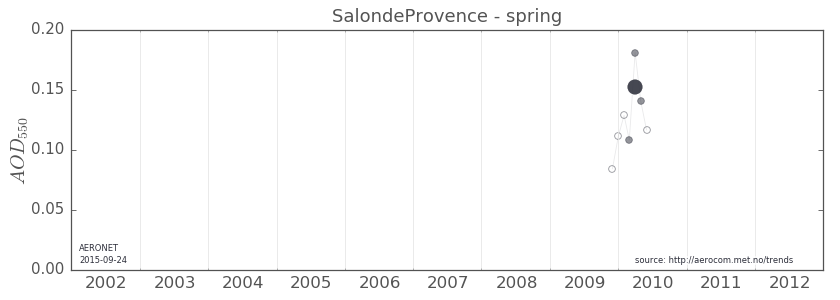 SalondeProvence - spring
0.20
0.15
0.10
0.05
0.00
AOD550
AERONET
2015-09-24
source: http://aerocom.met.no/trends
2002 2003 2004 2005 2006 2007 2008 2009 2010 2011 2012